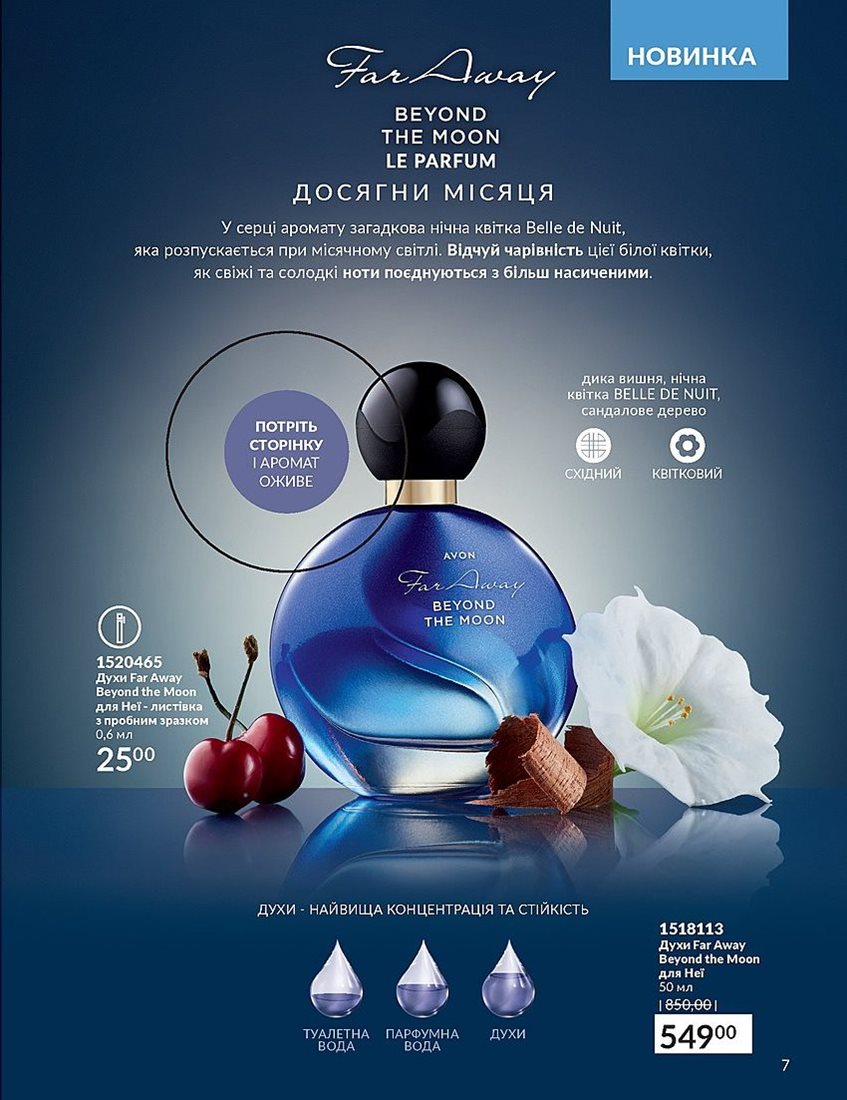 НОВИНКА
Far Away
BEYOND
THE MOON
LE PARFUM
ДОСЯГНИ МІСЯЦЯ
У серці аромату загадкова нічна квітка Belle de Nuit,
яка розпускається при місячному світлі. Відчуй чарівність цієї білої квітки,
як свіжі та солодкі ноти поєднуються з більш насиченими.
ПОТРІТЬ
СТОРІНКУ
І АРОМАТ
ОЖИВЕ
дика вишня, нічна
квітка BELLE DE NUIT,
сандалове дерево
СХІДНИЙ
КВІТКОВИЙ
AVON
Far Away
BEYOND
THE MOON
1520465
Духи Far Away
Beyond the Moon
для Неї - листівка
з пробним зразком
0,6 мл
2500
ДУХИ - НАЙВИЩА КОНЦЕНТРАЦІЯ ТА СТІЙКІСТЬ
ТУАЛЕТНА
ВОДА
ПАРФУМНА
ВОДА
ДУХИ
1518113
Духи Far Away
Beyond the Moon
для Неї
50 мл
|850,00|
54900
7